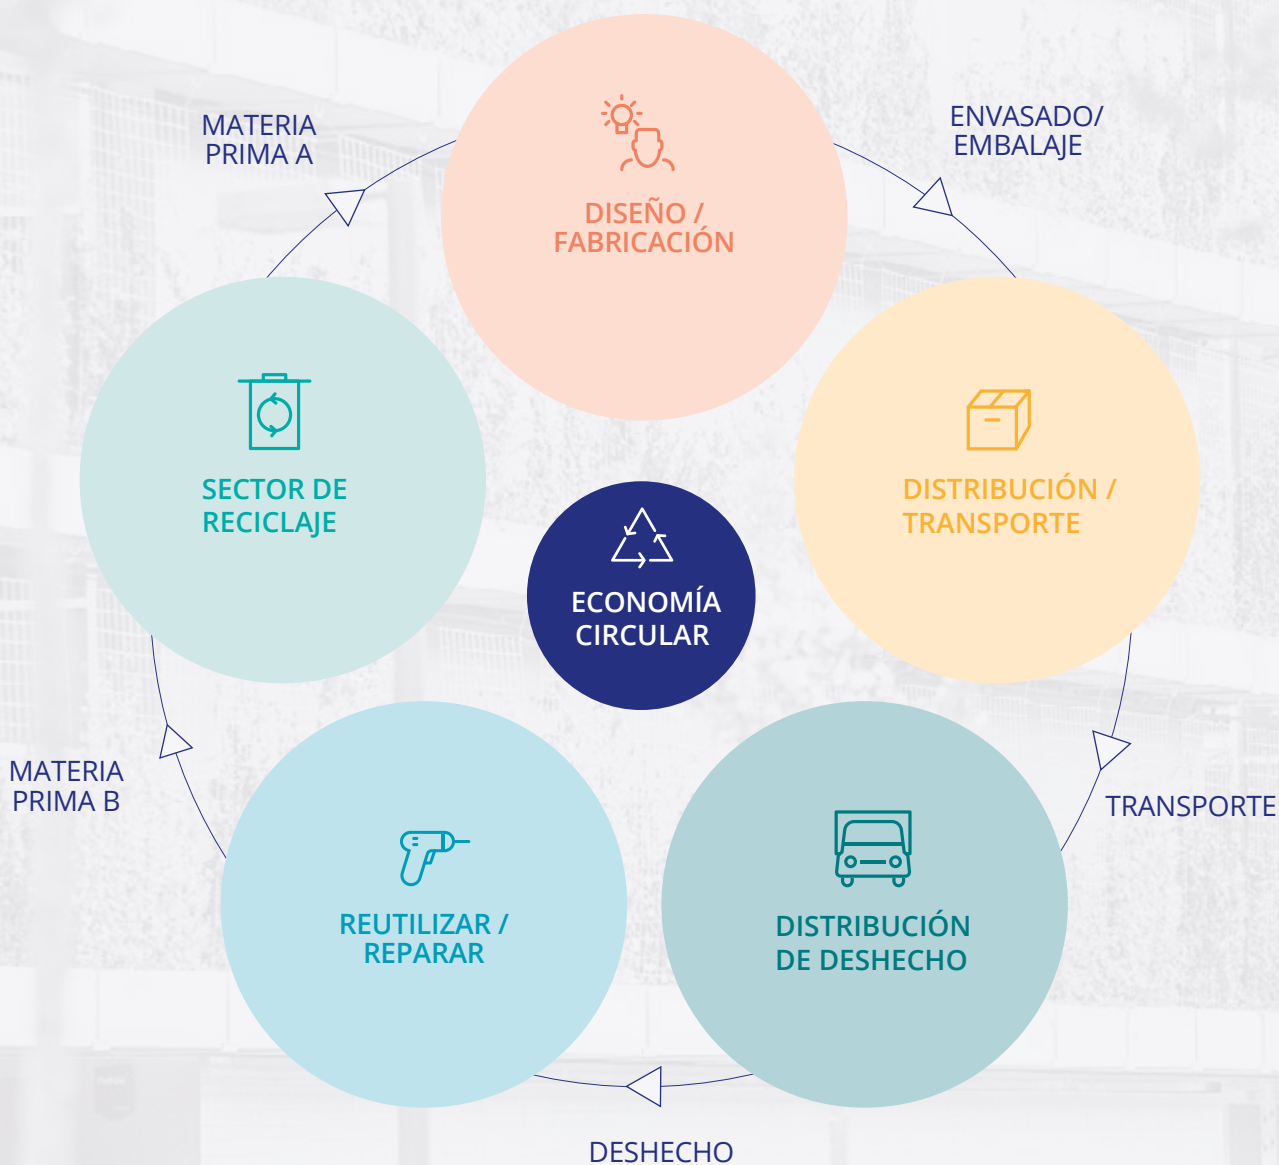 MATERIA
PRIMA A
ENVASADO/
EMBALAJE
DISEÑO /
FABRICACIÓN
SECTOR DE
RECICLAJE
DISTRIBUCIÓN /
TRANSPORTE
ECONOMÍA
CIRCULAR
MATERIA
PRIMA B
TRANSPORTE
REUTILIZAR /
REPARAR
DISTRIBUCIÓN
DE DESHECHO
DESHECHO